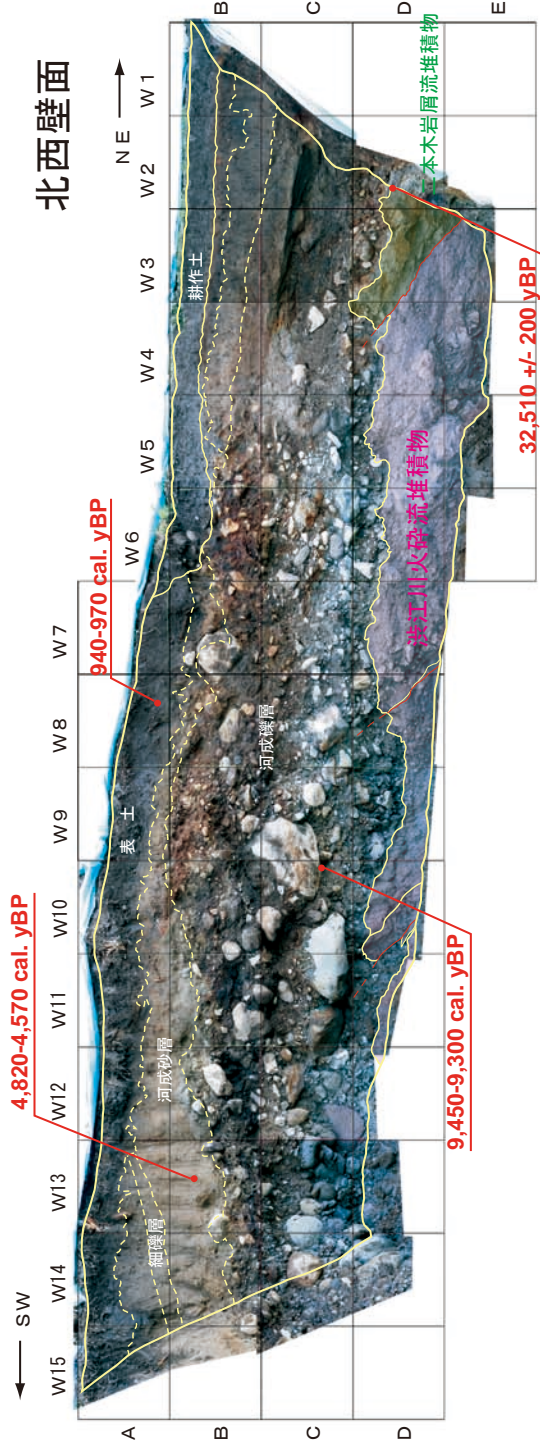 北西壁面
← SW
NE →
W15
W14
W13
W12
W11
W10
W9
W8
W7
W6
W5
W4
W3
W2
W1
A
B
C
D
B
C
D
E
4,820-4,570 cal. yBP
940-970 cal. yBP
表土
耕作土
細礫層
河成砂層
河成礫層
渋江川火砕流堆積物
二本木岩屑流堆積物
9,450-9,300 cal. yBP
32,510 +/- 200 yBP